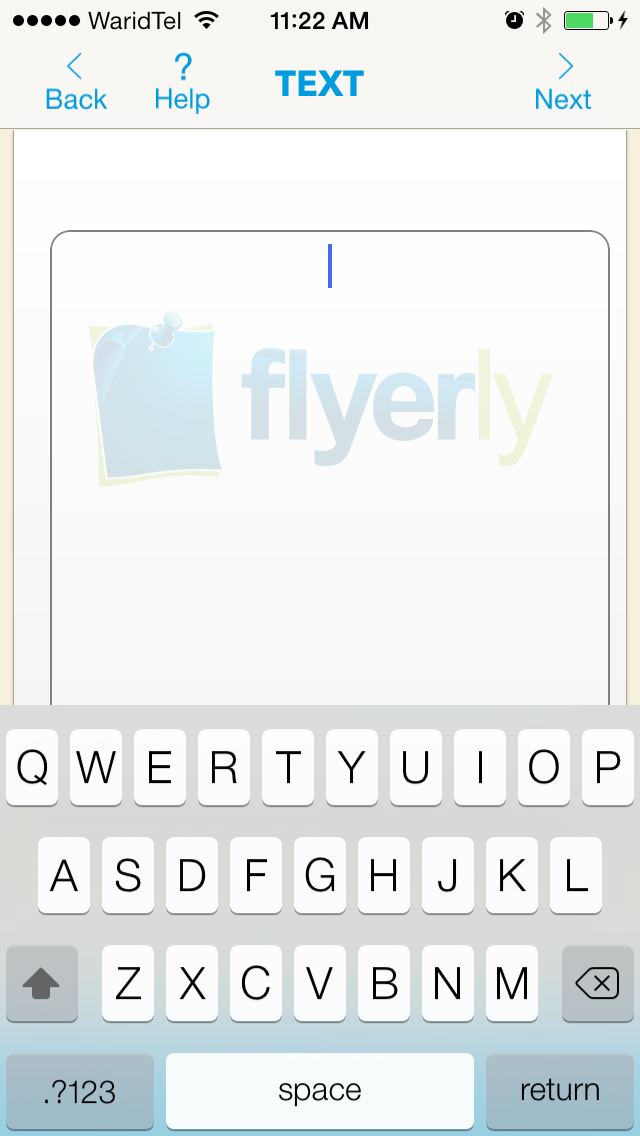 WaridTel 11:22 AM
? 
Back Help TEXT Next
flyerly
Q W E R T Y U I O P
A S D F G H J K L
Z X C V B N M
.?123 space return